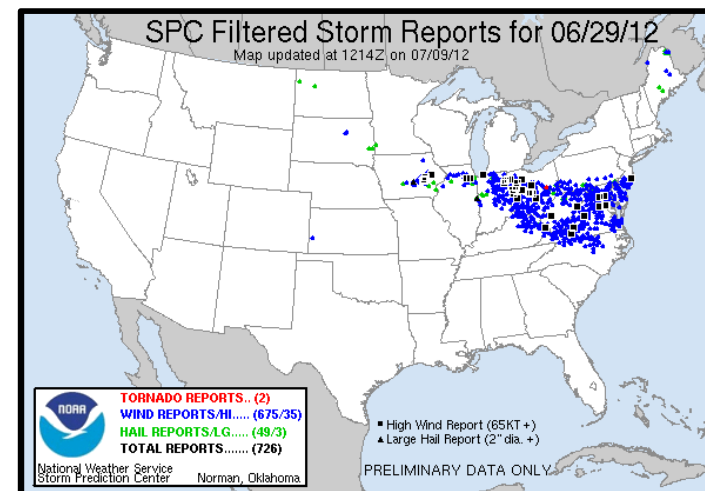 SPC Filtered Storm Reports for 06/29/12
Map updated at 1214Z on 07/09/12
NOAA
TORNADO REPORTS.. (2)
WIND REPORTS/HI..... (675/35)
HAIL REPORTS/LG..... (49/3)
TOTAL REPORTS....... (726)
National Weather Service
Storm Prediction Center Norman, Oklahoma
High Wind Report (65KT +)
Large Hail Report (2" dia. +)
PRELIMINARY DATA ONLY